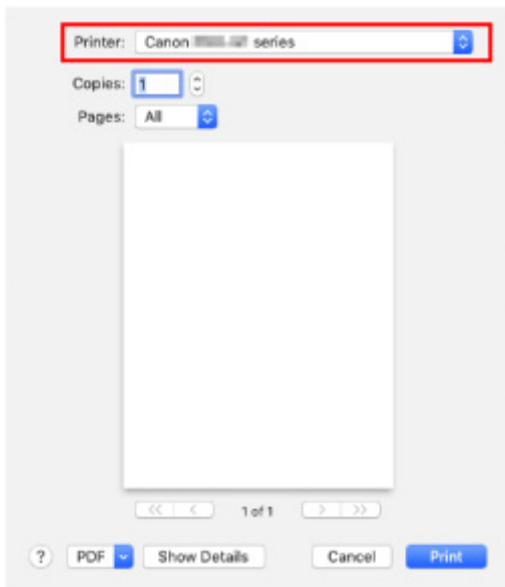 Printer: Canon series
Copies: 1
Pages: All
<< < 1 of 1 > >>
? PDF Show Details Cancel Print